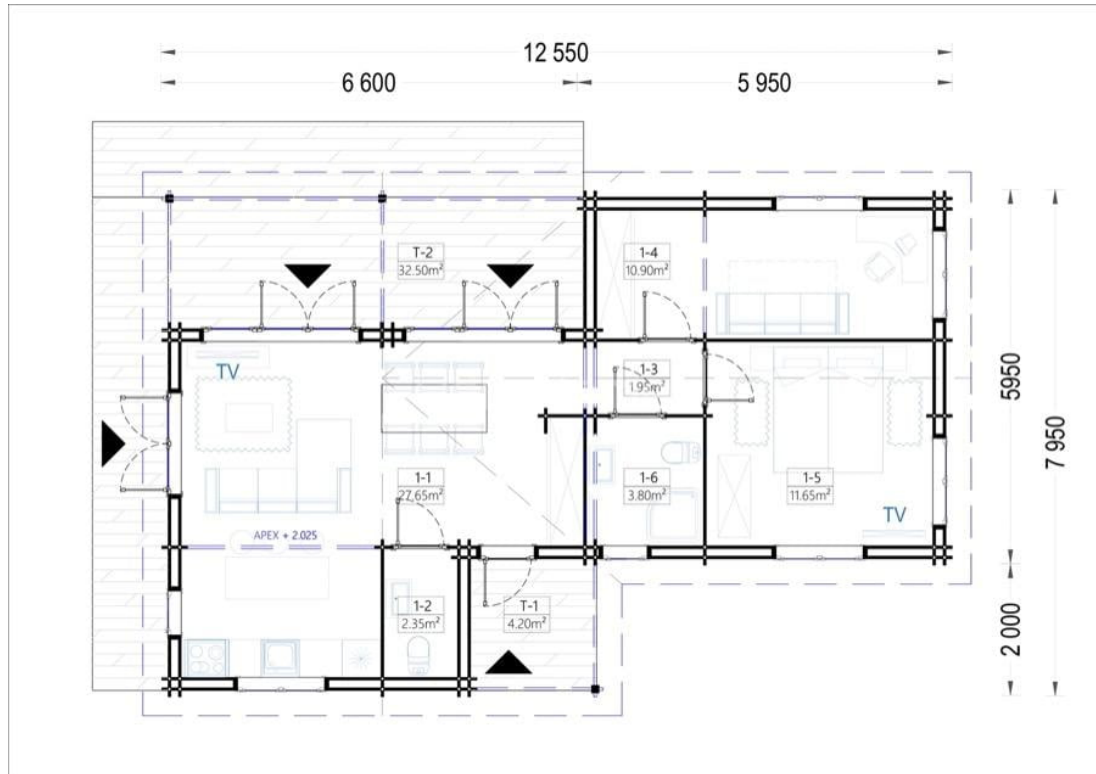 12 550
6 600
5 950
T-2
32.50m²
1-4
10.90m²
TV
1-3
1.95m²
5950
7 950
1-1
27.65m²
1-6
3.80m²
1-5
11.65m²
TV
APEX + 2.025
1-2
2.35m²
T-1
4.20m²
2 000